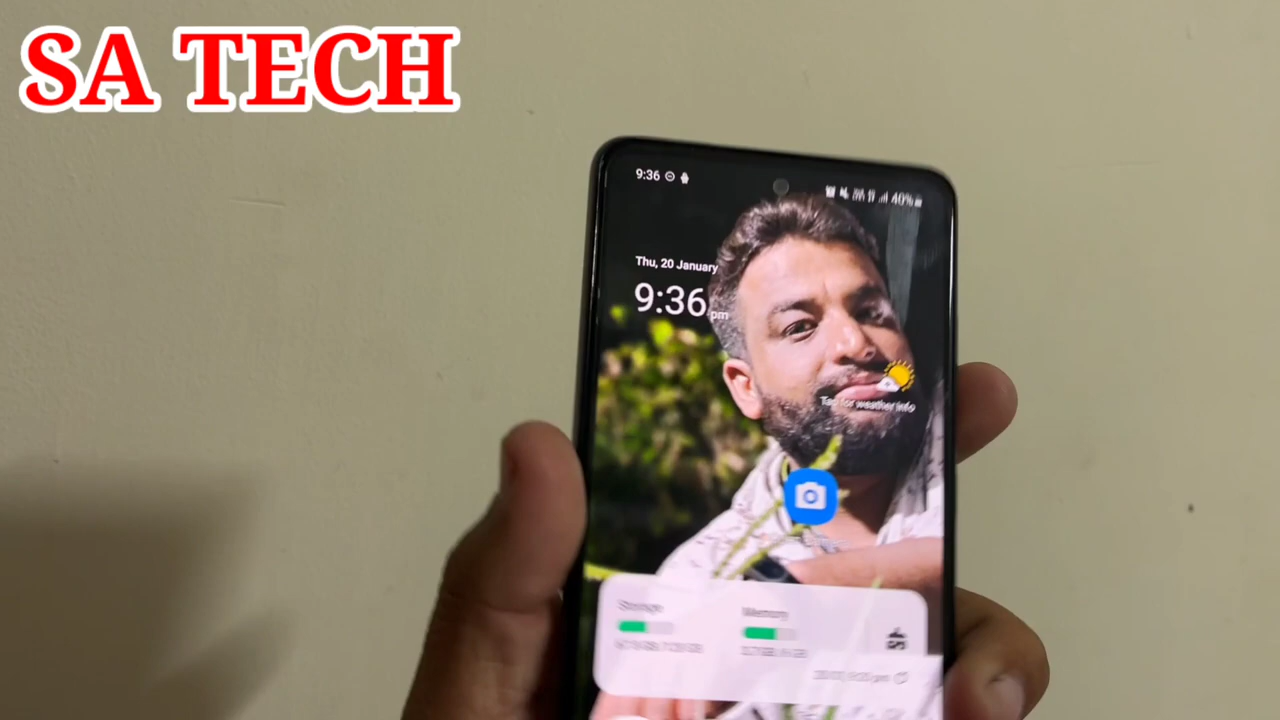 SA TECH
9:36
40%
Thu, 20 January
9:36 pm
Tap for weather info
Storage
Memory